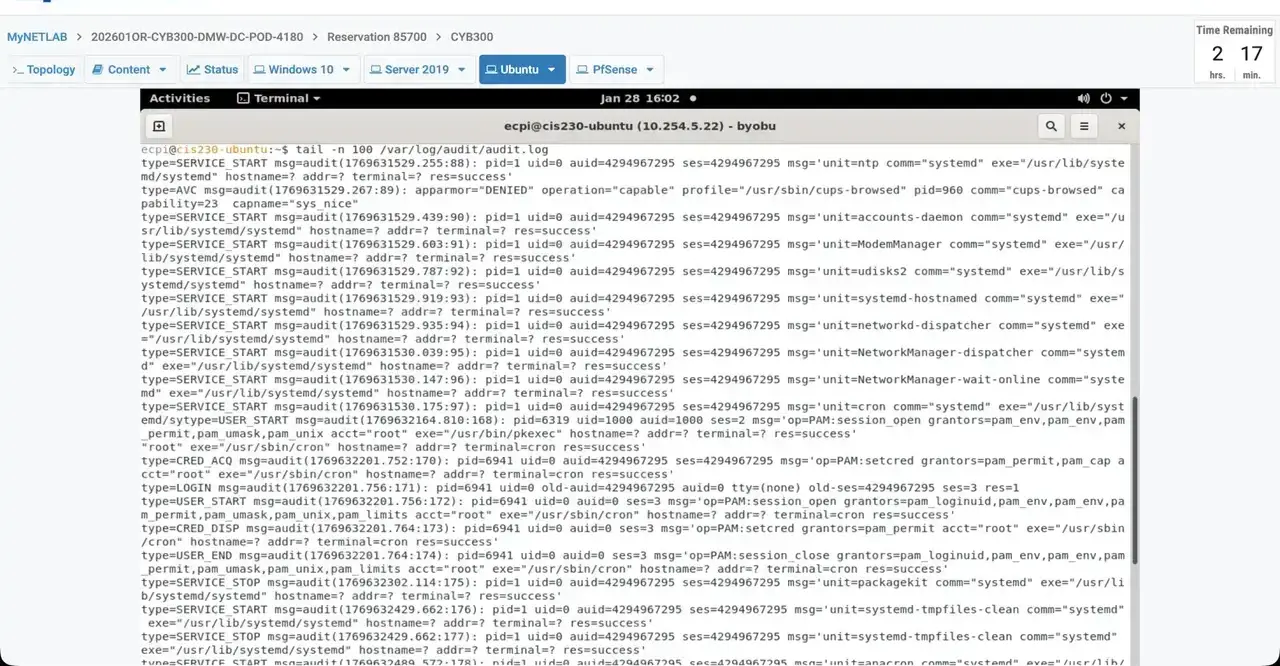 MyNETLAB > 202601OR-CYB300-DMW-DC-POD-4180 > Reservation 85700 > CYB300
Time Remaining
2 17
hrs. min.
>_ Topology Content Status Windows 10 Server 2019 Ubuntu PfSense
Activities Terminal Jan 28 16:02
ecpi@cis230-ubuntu (10.254.5.22) - byobu
ecpi@cis230-ubuntu:~$ tail -n 100 /var/log/audit/audit.log
type=SERVICE_START msg=audit(1769631529.255:88): pid=1 uid=0 auid=4294967295 ses=4294967295 msg='unit=ntp comm="systemd" exe="/usr/lib/syste
md/systemd" hostname=? addr=? terminal=? res=success'
type=AVC msg=audit(1769631529.267:89): apparmor="DENIED" operation="capable" profile="/usr/sbin/cups-browsed" pid=960 comm="cups-browsed" ca
pability=23  capname="sys_nice"
type=SERVICE_START msg=audit(1769631529.439:90): pid=1 uid=0 auid=4294967295 ses=4294967295 msg='unit=accounts-daemon comm="systemd" exe="/u
sr/lib/systemd/systemd" hostname=? addr=? terminal=? res=success'
type=SERVICE_START msg=audit(1769631529.603:91): pid=1 uid=0 auid=4294967295 ses=4294967295 msg='unit=ModemManager comm="systemd" exe="/usr/
lib/systemd/systemd" hostname=? addr=? terminal=? res=success'
type=SERVICE_START msg=audit(1769631529.787:92): pid=1 uid=0 auid=4294967295 ses=4294967295 msg='unit=udisks2 comm="systemd" exe="/usr/lib/s
ystemd/systemd" hostname=? addr=? terminal=? res=success'
type=SERVICE_START msg=audit(1769631529.919:93): pid=1 uid=0 auid=4294967295 ses=4294967295 msg='unit=systemd-hostnamed comm="systemd" exe="
/usr/lib/systemd/systemd" hostname=? addr=? terminal=? res=success'
type=SERVICE_START msg=audit(1769631529.935:94): pid=1 uid=0 auid=4294967295 ses=4294967295 msg='unit=networkd-dispatcher comm="systemd" exe
="/usr/lib/systemd/systemd" hostname=? addr=? terminal=? res=success'
type=SERVICE_START msg=audit(1769631530.039:95): pid=1 uid=0 auid=4294967295 ses=4294967295 msg='unit=NetworkManager-dispatcher comm="system
d" exe="/usr/lib/systemd/systemd" hostname=? addr=? terminal=? res=success'
type=SERVICE_START msg=audit(1769631530.147:96): pid=1 uid=0 auid=4294967295 ses=4294967295 msg='unit=NetworkManager-wait-online comm="syste
md" exe="/usr/lib/systemd/systemd" hostname=? addr=? terminal=? res=success'
type=SERVICE_START msg=audit(1769631530.175:97): pid=1 uid=0 auid=4294967295 ses=4294967295 msg='unit=cron comm="systemd" exe="/usr/lib/syst
emd/sytype=USER_START msg=audit(1769632164.810:168): pid=6319 uid=1000 auid=1000 ses=2 msg='op=PAM:session_open grantors=pam_env,pam_env,pam
_permit,pam_umask,pam_unix acct="root" exe="/usr/bin/pkexec" hostname=? addr=? terminal=? res=success'
"root" exe="/usr/sbin/cron" hostname=? addr=? terminal=cron res=success'
type=CRED_ACQ msg=audit(1769632201.752:170): pid=6941 uid=0 auid=4294967295 ses=4294967295 msg='op=PAM:setcred grantors=pam_permit,pam_cap a
cct="root" exe="/usr/sbin/cron" hostname=? addr=? terminal=cron res=success'
type=LOGIN msg=audit(1769632201.756:171): pid=6941 uid=0 old-auid=4294967295 auid=0 tty=(none) old-ses=4294967295 ses=3 res=1
type=USER_START msg=audit(1769632201.756:172): pid=6941 uid=0 auid=0 ses=3 msg='op=PAM:session_open grantors=pam_loginuid,pam_env,pam_env,pa
m_permit,pam_umask,pam_unix,pam_limits acct="root" exe="/usr/sbin/cron" hostname=? addr=? terminal=cron res=success'
type=CRED_DISP msg=audit(1769632201.764:173): pid=6941 uid=0 auid=0 ses=3 msg='op=PAM:setcred grantors=pam_permit acct="root" exe="/usr/sbin
/cron" hostname=? addr=? terminal=cron res=success'
type=USER_END msg=audit(1769632201.764:174): pid=6941 uid=0 auid=0 ses=3 msg='op=PAM:session_close grantors=pam_loginuid,pam_env,pam_env,pam
_permit,pam_umask,pam_unix,pam_limits acct="root" exe="/usr/sbin/cron" hostname=? addr=? terminal=cron res=success'
type=SERVICE_STOP msg=audit(1769632302.114:175): pid=1 uid=0 auid=4294967295 ses=4294967295 msg='unit=packagekit comm="systemd" exe="/usr/li
b/systemd/systemd" hostname=? addr=? terminal=? res=success'
type=SERVICE_START msg=audit(1769632429.662:176): pid=1 uid=0 auid=4294967295 ses=4294967295 msg='unit=systemd-tmpfiles-clean comm="systemd"
 exe="/usr/lib/systemd/systemd" hostname=? addr=? terminal=? res=success'
type=SERVICE_STOP msg=audit(1769632429.662:177): pid=1 uid=0 auid=4294967295 ses=4294967295 msg='unit=systemd-tmpfiles-clean comm="systemd"
 exe="/usr/lib/systemd/systemd" hostname=? addr=? terminal=? res=success'
type=SERVICE_START msg=audit(1769632489.572:178): pid=1 uid=0 auid=4294967295 ses=4294967295 msg='unit=anacron comm="systemd" exe="/usr/lib/